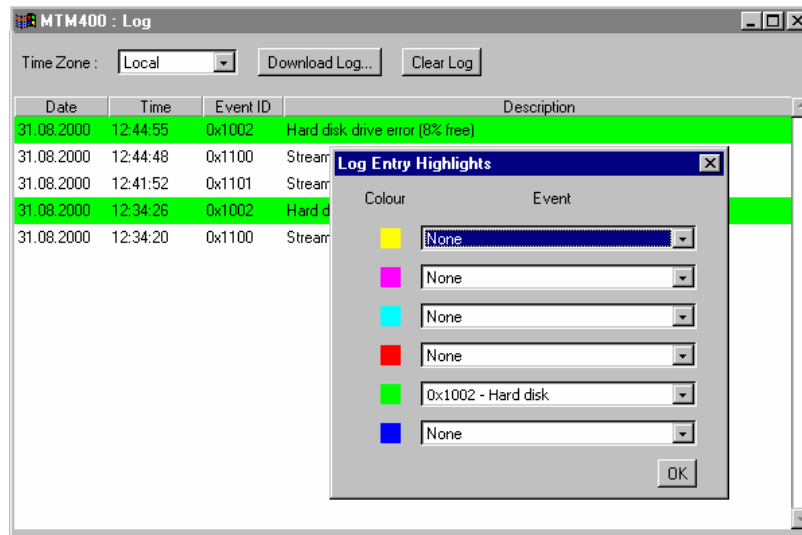 MTM400 : Log
Time Zone : Local Download Log... Clear Log
Date Time Event ID Description
31.08.2000 12:44:55 0x1002 Hard disk drive error (8% free)
31.08.2000 12:44:48 0x1100 Stream
31.08.2000 12:41:52 0x1101 Stream
31.08.2000 12:34:26 0x1002 Hard d
31.08.2000 12:34:20 0x1100 Stream
Log Entry Highlights
Colour Event
None
None
None
None
0x1002 - Hard disk
None
OK